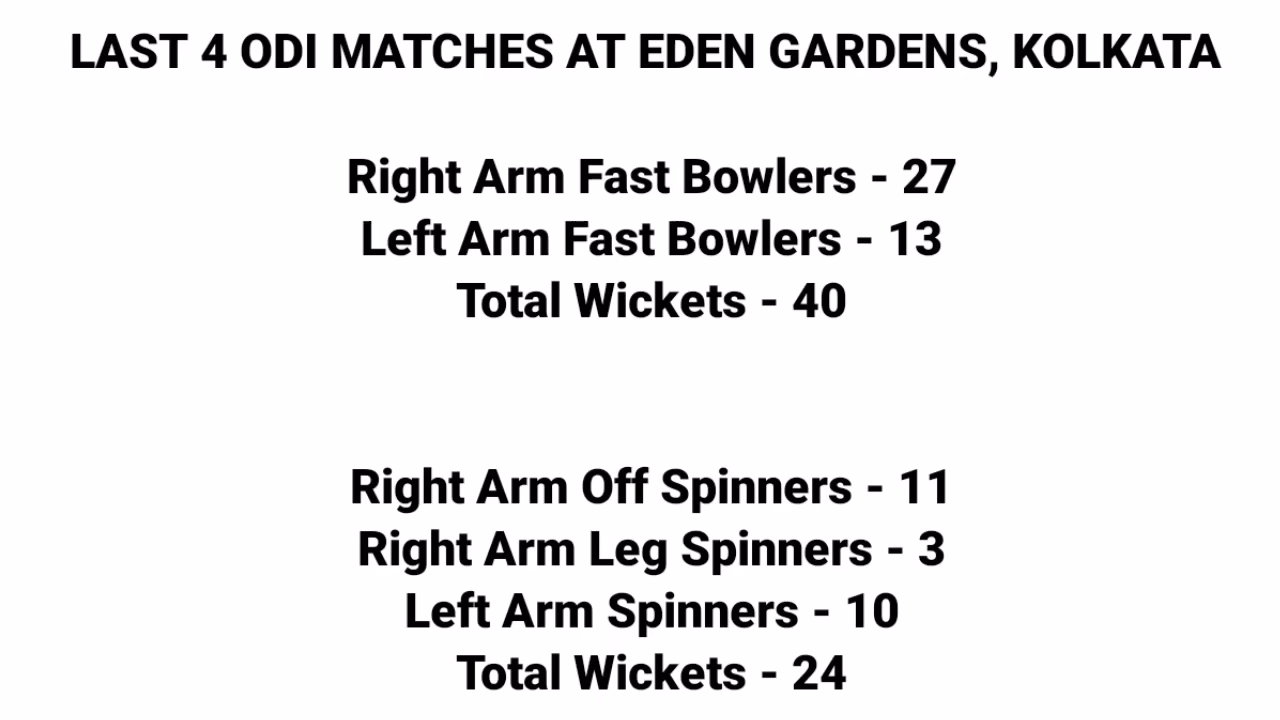 LAST 4 ODI MATCHES AT EDEN GARDENS, KOLKATA
Right Arm Fast Bowlers - 27
Left Arm Fast Bowlers - 13
Total Wickets - 40
Right Arm Off Spinners - 11
Right Arm Leg Spinners - 3
Left Arm Spinners - 10
Total Wickets - 24